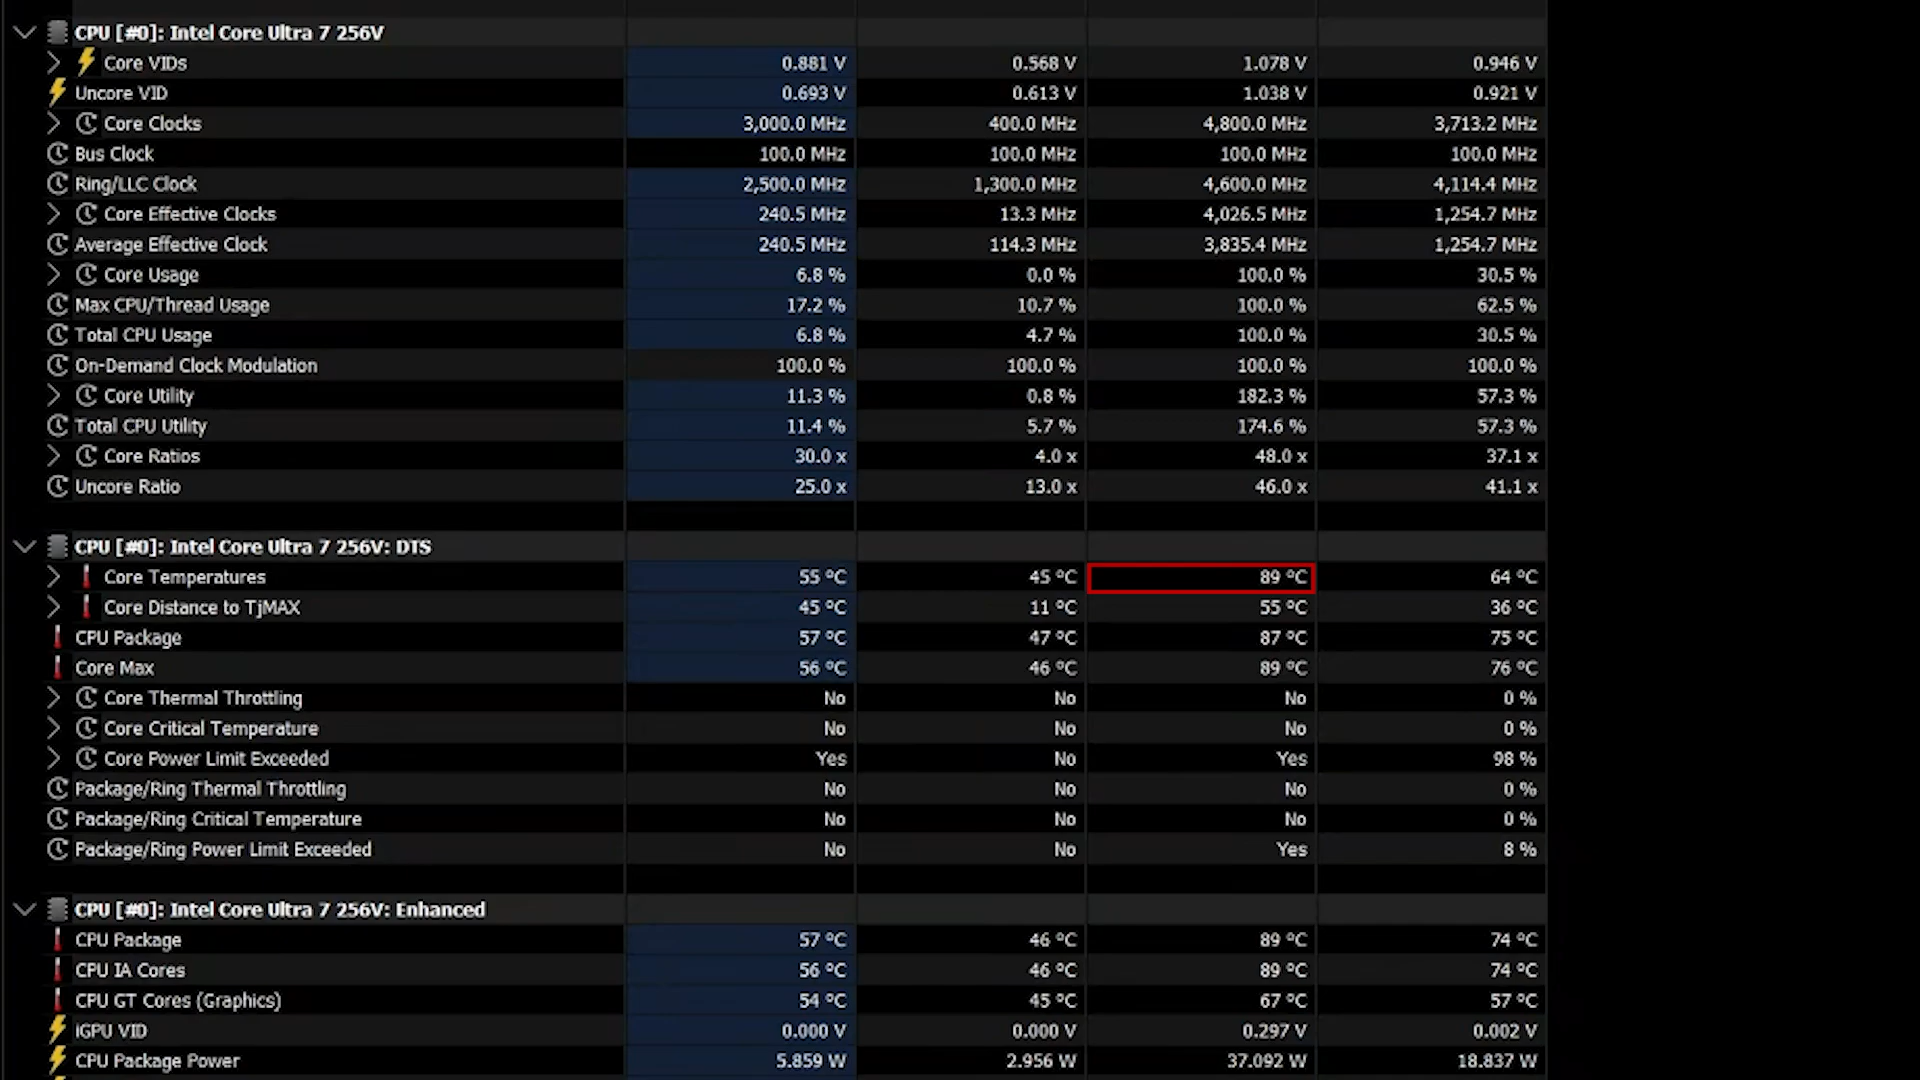 CPU [#0]: Intel Core Ultra 7 256V
Core VIDs 0.881 V 0.568 V 1.078 V 0.946 V
Uncore VID 0.693 V 0.613 V 1.038 V 0.921 V
Core Clocks 3,000.0 MHz 400.0 MHz 4,800.0 MHz 3,713.2 MHz
Bus Clock 100.0 MHz 100.0 MHz 100.0 MHz 100.0 MHz
Ring/LLC Clock 2,500.0 MHz 1,300.0 MHz 4,600.0 MHz 4,114.4 MHz
Core Effective Clocks 240.5 MHz 13.3 MHz 4,026.5 MHz 1,254.7 MHz
Average Effective Clock 240.5 MHz 114.3 MHz 3,835.4 MHz 1,254.7 MHz
Core Usage 6.8 % 0.0 % 100.0 % 30.5 %
Max CPU/Thread Usage 17.2 % 10.7 % 100.0 % 62.5 %
Total CPU Usage 6.8 % 4.7 % 100.0 % 30.5 %
On-Demand Clock Modulation 100.0 % 100.0 % 100.0 % 100.0 %
Core Utility 11.3 % 0.8 % 182.3 % 57.3 %
Total CPU Utility 11.4 % 5.7 % 174.6 % 57.3 %
Core Ratios 30.0 x 4.0 x 48.0 x 37.1 x
Uncore Ratio 25.0 x 13.0 x 46.0 x 41.1 x
CPU [#0]: Intel Core Ultra 7 256V: DTS
Core Temperatures 55 °C 45 °C 89 °C 64 °C
Core Distance to TjMAX 45 °C 11 °C 55 °C 36 °C
CPU Package 57 °C 47 °C 87 °C 75 °C
Core Max 56 °C 46 °C 89 °C 76 °C
Core Thermal Throttling No No No 0 %
Core Critical Temperature No No No 0 %
Core Power Limit Exceeded Yes No Yes 98 %
Package/Ring Thermal Throttling No No No 0 %
Package/Ring Critical Temperature No No No 0 %
Package/Ring Power Limit Exceeded No No Yes 8 %
CPU [#0]: Intel Core Ultra 7 256V: Enhanced
CPU Package 57 °C 46 °C 89 °C 74 °C
CPU IA Cores 56 °C 46 °C 89 °C 74 °C
CPU GT Cores (Graphics) 54 °C 45 °C 67 °C 57 °C
iGPU VID 0.000 V 0.000 V 0.297 V 0.002 V
CPU Package Power 5.859 W 2.956 W 37.092 W 18.837 W